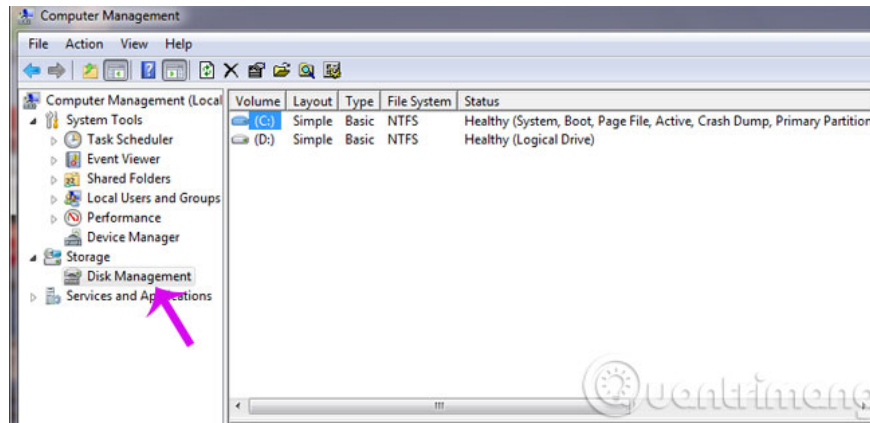 Computer Management
File Action View Help
Computer Management (Local
System Tools
Task Scheduler
Event Viewer
Shared Folders
Local Users and Groups
Performance
Device Manager
Storage
Disk Management
Services and Applications
Volume Layout Type File System Status
(C:) Simple Basic NTFS Healthy (System, Boot, Page File, Active, Crash Dump, Primary Partition
(D:) Simple Basic NTFS Healthy (Logical Drive)
Quantrimang